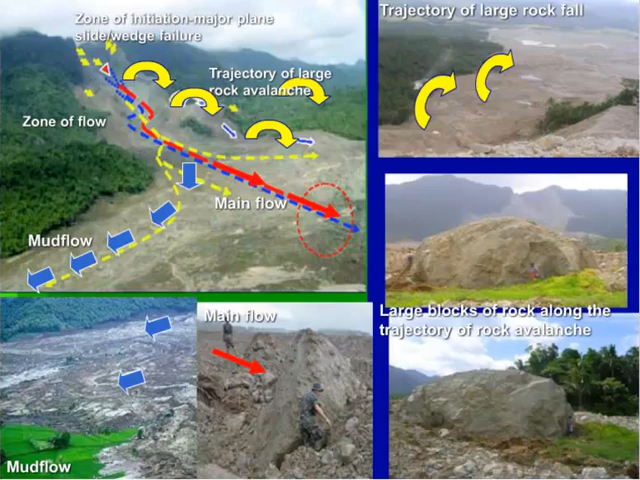 Zone of initiation-major plane
slide/wedge failure
Trajectory of large
rock avalanche
Zone of flow
Main flow
Mudflow
Trajectory of large rock fall
Main flow
Large blocks of rock along the
trajectory of rock avalanche
Mudflow